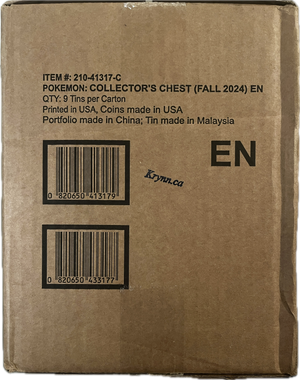 ITEM #: 210-41317-C
POKEMON: COLLECTOR'S CHEST (FALL 2024) EN
QTY: 9 Tins per Carton
Printed in USA, Coins made in USA
Portfolio made in China; Tin made in Malaysia
EN
Krynn.ca
0 820650 413179
0 820650 433177